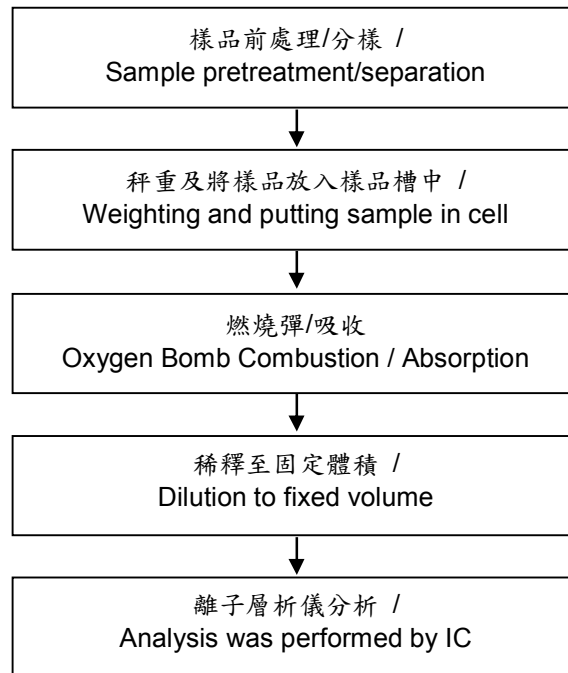 樣品前處理/分樣 /
Sample pretreatment/separation
秤重及將樣品放入樣品槽中 /
Weighting and putting sample in cell
燃燒彈/吸收
Oxygen Bomb Combustion / Absorption
稀釋至固定體積 /
Dilution to fixed volume
離子層析儀分析 /
Analysis was performed by IC